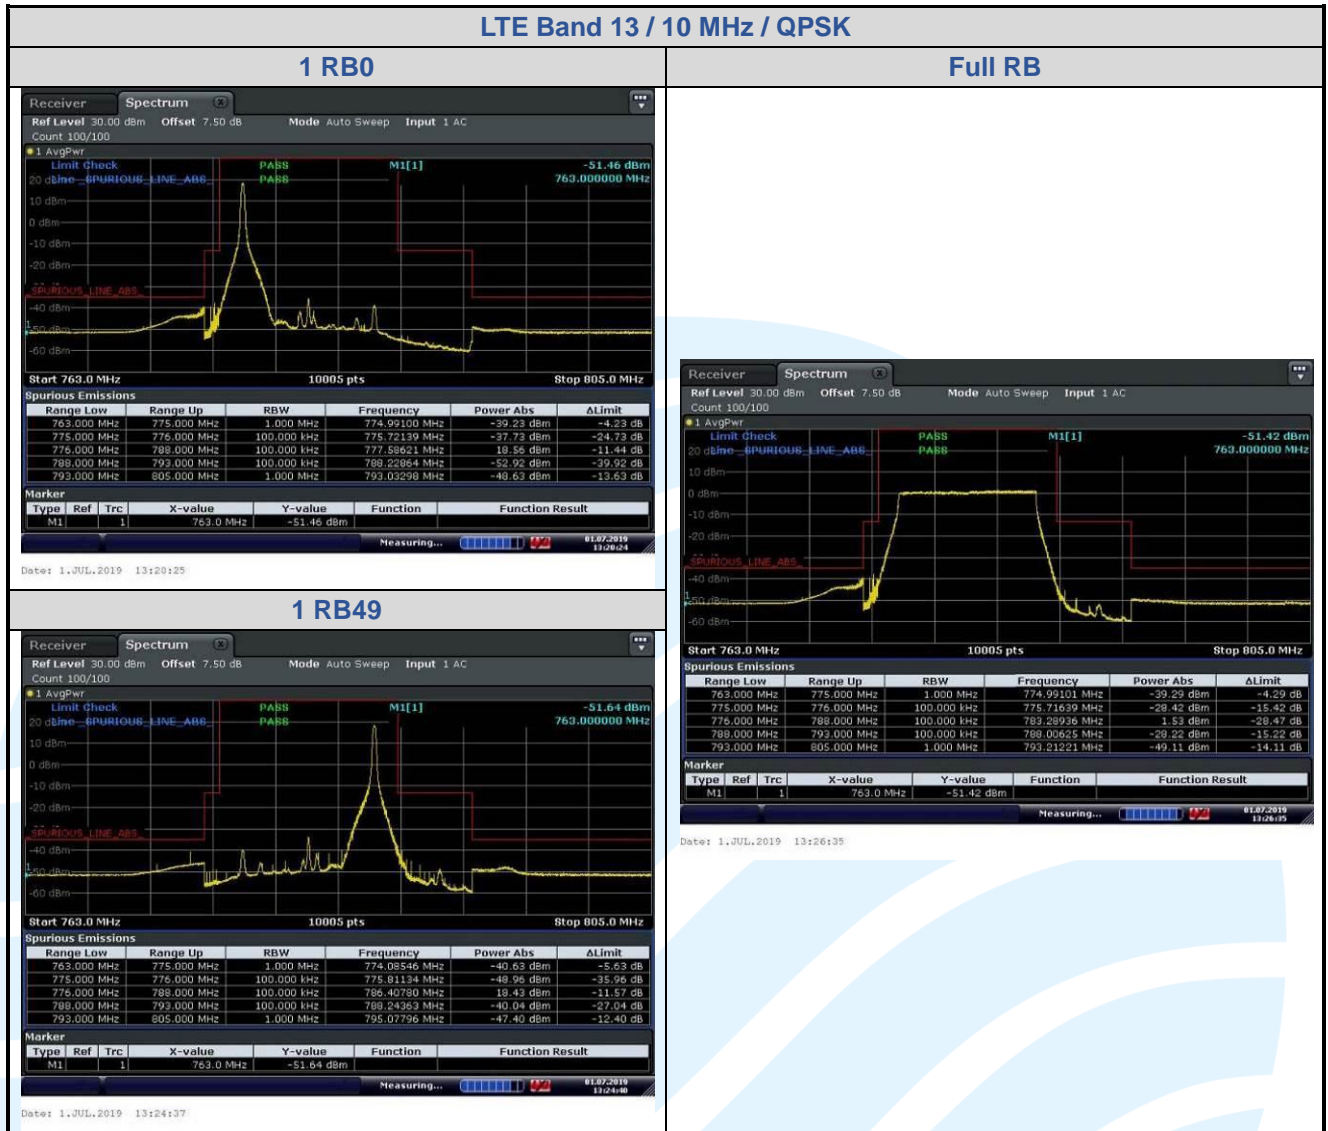 LTE Band 13 / 10 MHz / QPSK
1 RB0
Receiver Spectrum
Ref Level 30.00 dBm Offset 7.50 dB Mode Auto Sweep Input 1 AC
Count 100/100
1 AvgPwr
Limit Check PASS M1[1] -51.46 dBm
Line _SPURIOUS_LINE_ABS_ PASS 763.000000 MHz
10 dBm
0 dBm
-10 dBm
-20 dBm
_SPURIOUS_LINE_ABS_
-40 dBm
-50 dBm
-60 dBm
Start 763.0 MHz 10005 pts Stop 805.0 MHz
Spurious Emissions
Range Low Range Up RBW Frequency Power Abs ΔLimit
763.000 MHz 775.000 MHz 1.000 MHz 774.99100 MHz -39.23 dBm -4.23 dB
775.000 MHz 776.000 MHz 100.000 kHz 775.72139 MHz -37.73 dBm -24.73 dB
776.000 MHz 788.000 MHz 100.000 kHz 777.58621 MHz 18.56 dBm -11.44 dB
788.000 MHz 793.000 MHz 100.000 kHz 788.22864 MHz -52.92 dBm -39.92 dB
793.000 MHz 805.000 MHz 1.000 MHz 793.03298 MHz -48.63 dBm -13.63 dB
Marker
Type Ref Trc X-value Y-value Function Function Result
M1 1 763.0 MHz -51.46 dBm
Measuring... 01.07.2019
13:20:24
Date: 1.JUL.2019 13:20:25
1 RB49
Receiver Spectrum
Ref Level 30.00 dBm Offset 7.50 dB Mode Auto Sweep Input 1 AC
Count 100/100
1 AvgPwr
Limit Check PASS M1[1] -51.64 dBm
Line _SPURIOUS_LINE_ABS_ PASS 763.000000 MHz
10 dBm
0 dBm
-10 dBm
-20 dBm
_SPURIOUS_LINE_ABS_
-40 dBm
-50 dBm
-60 dBm
Start 763.0 MHz 10005 pts Stop 805.0 MHz
Spurious Emissions
Range Low Range Up RBW Frequency Power Abs ΔLimit
763.000 MHz 775.000 MHz 1.000 MHz 774.08546 MHz -40.63 dBm -5.63 dB
775.000 MHz 776.000 MHz 100.000 kHz 775.81134 MHz -48.96 dBm -35.96 dB
776.000 MHz 788.000 MHz 100.000 kHz 786.40780 MHz 18.43 dBm -11.57 dB
788.000 MHz 793.000 MHz 100.000 kHz 788.24363 MHz -40.04 dBm -27.04 dB
793.000 MHz 805.000 MHz 1.000 MHz 795.07796 MHz -47.40 dBm -12.40 dB
Marker
Type Ref Trc X-value Y-value Function Function Result
M1 1 763.0 MHz -51.64 dBm
Measuring... 01.07.2019
13:24:40
Date: 1.JUL.2019 13:24:37
Full RB
Receiver Spectrum
Ref Level 30.00 dBm Offset 7.50 dB Mode Auto Sweep Input 1 AC
Count 100/100
1 AvgPwr
Limit Check PASS M1[1] -51.42 dBm
Line _SPURIOUS_LINE_ABS_ PASS 763.000000 MHz
10 dBm
0 dBm
-10 dBm
-20 dBm
_SPURIOUS_LINE_ABS_
-40 dBm
-50 dBm
-60 dBm
Start 763.0 MHz 10005 pts Stop 805.0 MHz
Spurious Emissions
Range Low Range Up RBW Frequency Power Abs ΔLimit
763.000 MHz 775.000 MHz 1.000 MHz 774.99101 MHz -39.29 dBm -4.29 dB
775.000 MHz 776.000 MHz 100.000 kHz 775.71639 MHz -28.42 dBm -15.42 dB
776.000 MHz 788.000 MHz 100.000 kHz 783.28936 MHz 1.53 dBm -28.47 dB
788.000 MHz 793.000 MHz 100.000 kHz 788.00625 MHz -28.22 dBm -15.22 dB
793.000 MHz 805.000 MHz 1.000 MHz 793.21221 MHz -49.11 dBm -14.11 dB
Marker
Type Ref Trc X-value Y-value Function Function Result
M1 1 763.0 MHz -51.42 dBm
Measuring... 01.07.2019
13:26:35
Date: 1.JUL.2019 13:26:35